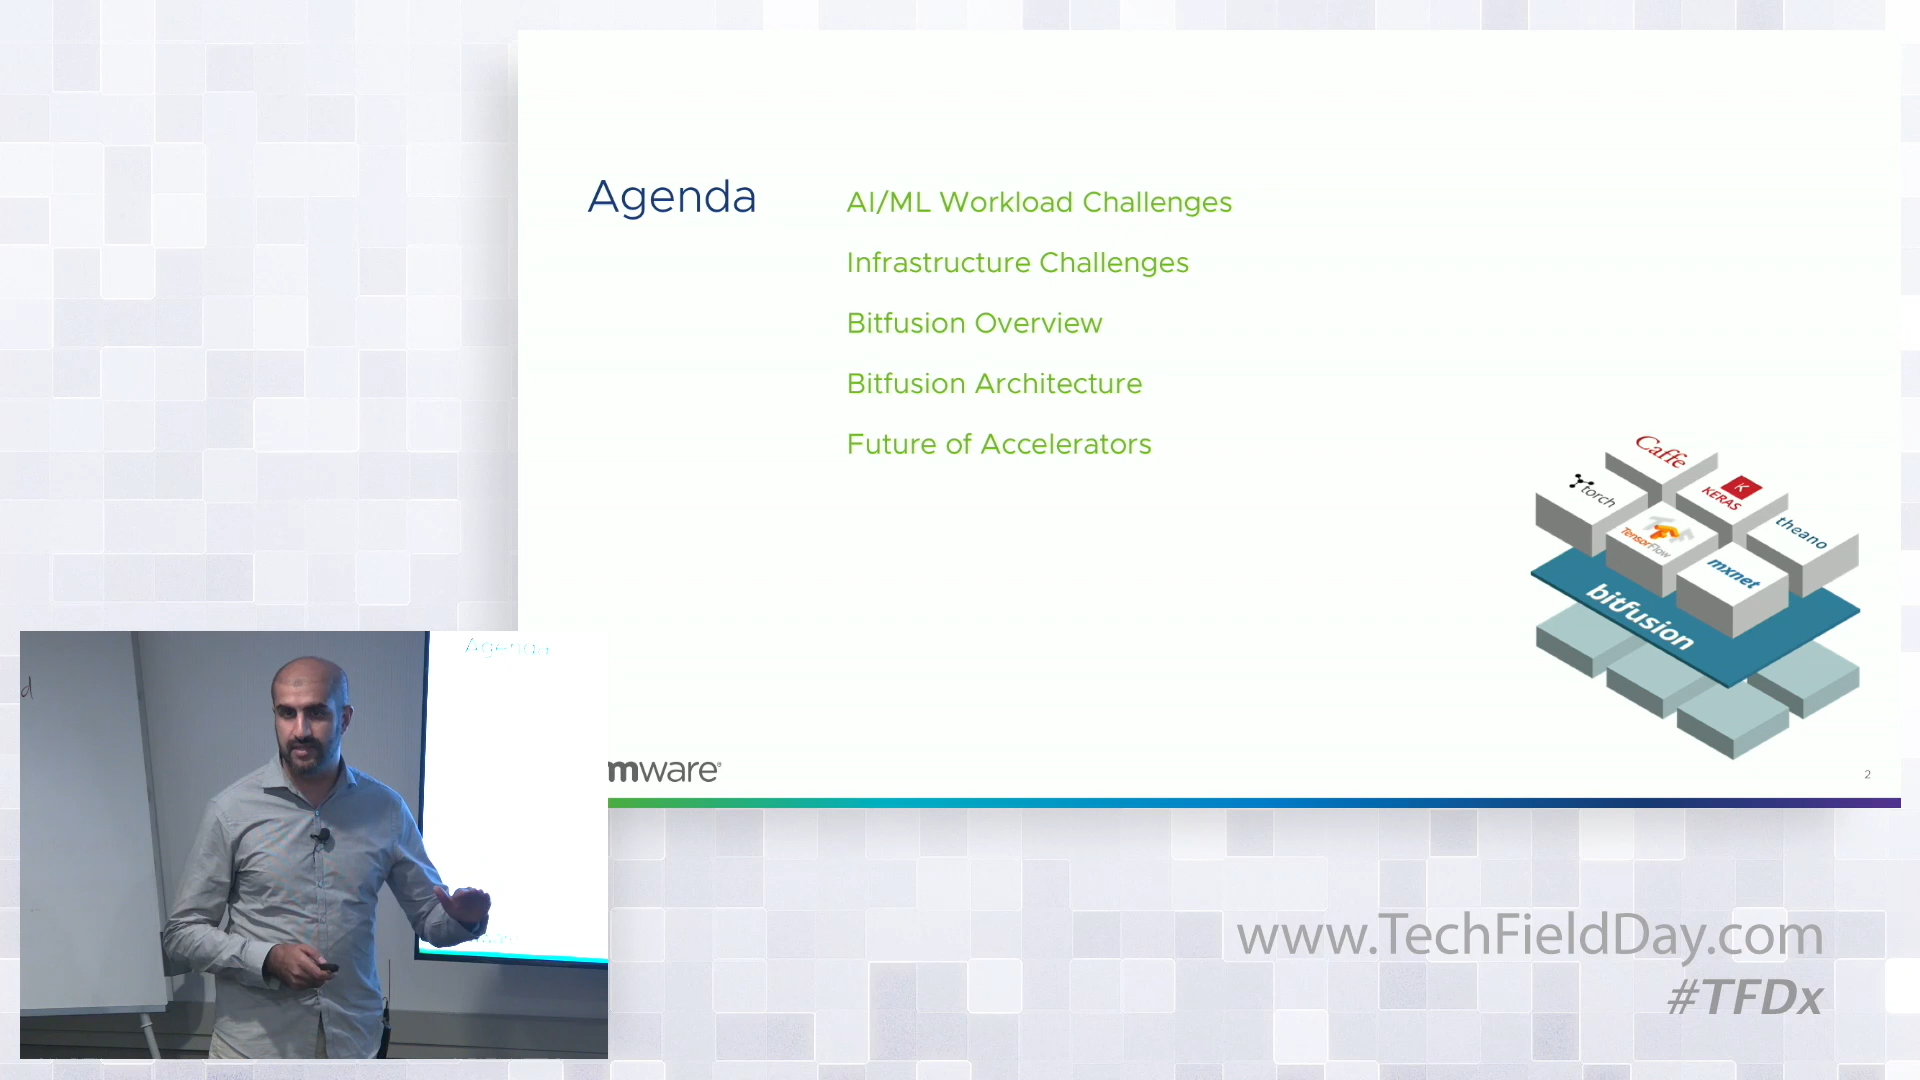 Agenda
AI/ML Workload Challenges
Infrastructure Challenges
Bitfusion Overview
Bitfusion Architecture
Future of Accelerators
Caffe
torch
K
KERAS
TensorFlow
theano
mxnet
bitfusion
Agenda
d
mware®
2
www.TechFieldDay.com
#TFDx